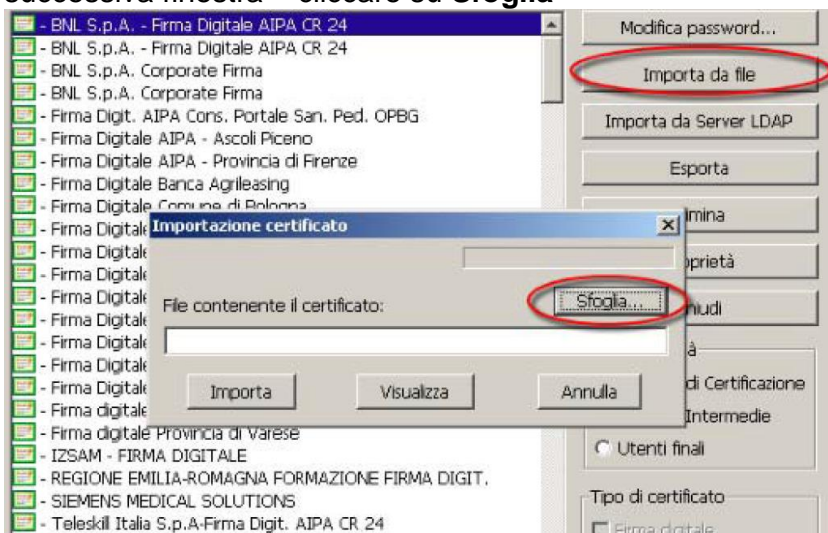 successiva finestra – cliccare su Sfoglia
- BNL S.p.A. - Firma Digitale AIPA CR 24
- BNL S.p.A. - Firma Digitale AIPA CR 24
- BNL S.p.A. Corporate Firma
- BNL S.p.A. Corporate Firma
- Firma Digit. AIPA Cons. Portale San. Ped. OPBG
- Firma Digitale AIPA - Ascoli Piceno
- Firma Digitale AIPA - Provincia di Firenze
- Firma Digitale Banca Agrileasing
- Firma Digitale Comune di Bologna
- Firma Digitale
- Firma Digitale
- Firma Digitale
- Firma Digitale
- Firma Digitale
- Firma Digitale
- Firma Digitale
- Firma Digitale
- Firma digitale
- Firma digitale Provincia di Varese
- IZSAM - FIRMA DIGITALE
- REGIONE EMILIA-ROMAGNA FORMAZIONE FIRMA DIGIT.
- SIEMENS MEDICAL SOLUTIONS
- Teleskill Italia S.p.A-Firma Digit. AIPA CR 24
Modifica password...
Importa da file
Importa da Server LDAP
Esporta
Importazione certificato
File contenente il certificato:
Sfoglia...
Importa
Visualizza
Annulla
di Certificazione
Intermedie
Utenti finali
Tipo di certificato
Firma digitale